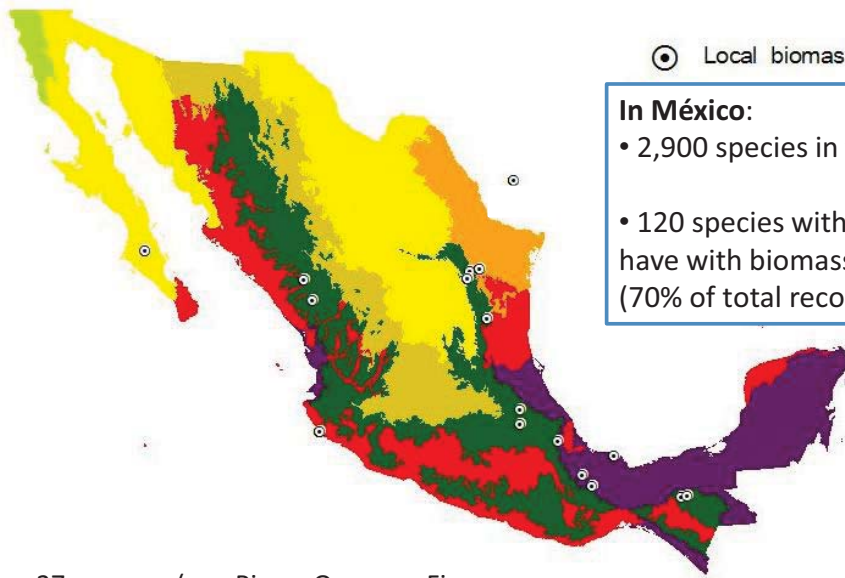 Local biomas
In México:
• 2,900 species in
• 120 species with
have with biomass
(70% of total reco